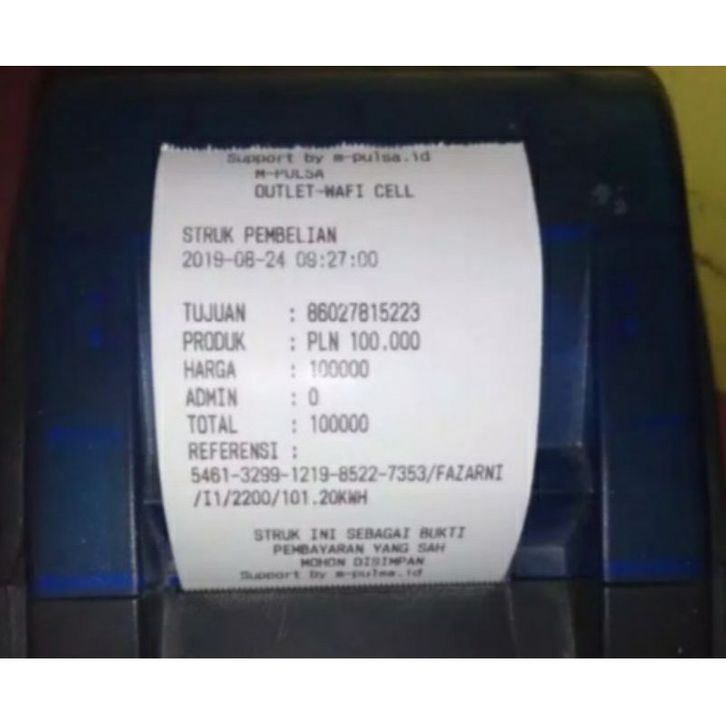 Support by m-pulsa.id
M-PULSA
OUTLET-WAFI CELL
STRUK PEMBELIAN
2019-08-24 09:27:00
TUJUAN : 86027815223
PRODUK : PLN 100.000
HARGA : 100000
ADMIN : 0
TOTAL : 100000
REFERENSI :
5461-3299-1219-8522-7353/FAZARNI
/I1/2200/101.20KWH
STRUK INI SEBAGAI BUKTI
PEMBAYARAN YANG SAH
MOHON DISIMPAN
Support by m-pulsa.id